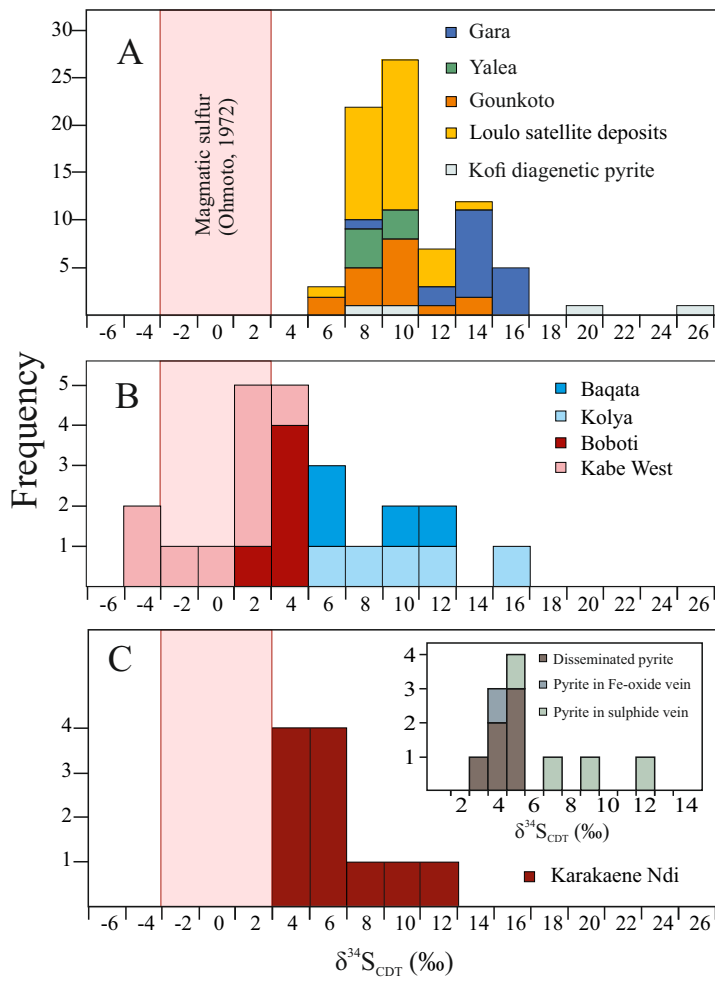 A
30
25
20
15
10
5
Magmatic sulfur
(Ohmoto, 1972)
Gara
Yalea
Gounkoto
Loulo satellite deposits
Kofi diagenetic pyrite
-6 -4 -2 0 2 4 6 8 10 12 14 16 18 20 22 24 26
Frequency
B
5
4
3
2
1
Baqata
Kolya
Boboti
Kabe West
-6 -4 -2 0 2 4 6 8 10 12 14 16 18 20 22 24 26
C
4
3
2
1
4
3
2
1
Disseminated pyrite
Pyrite in Fe-oxide vein
Pyrite in sulphide vein
2 4 6 8 10 12 14
δ³⁴S_CDT (‰)
Karakaene Ndi
-6 -4 -2 0 2 4 6 8 10 12 14 16 18 20 22 24 26
δ³⁴S_CDT (‰)